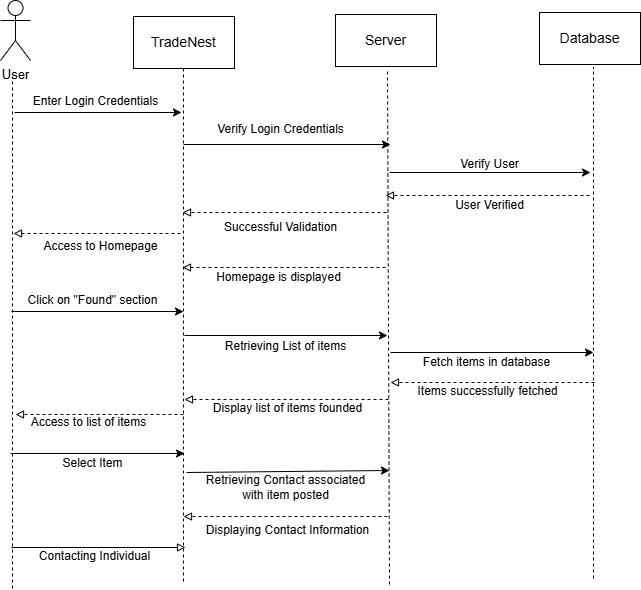 TradeNest
Server
Database
User
Enter Login Credentials
Verify Login Credentials
Verify User
User Verified
Successful Validation
Access to Homepage
Homepage is displayed
Click on "Found" section
Retrieving List of items
Fetch items in database
Items successfully fetched
Display list of items founded
Access to list of items
Select Item
Retrieving Contact associated
with item posted
Displaying Contact Information
Contacting Individual